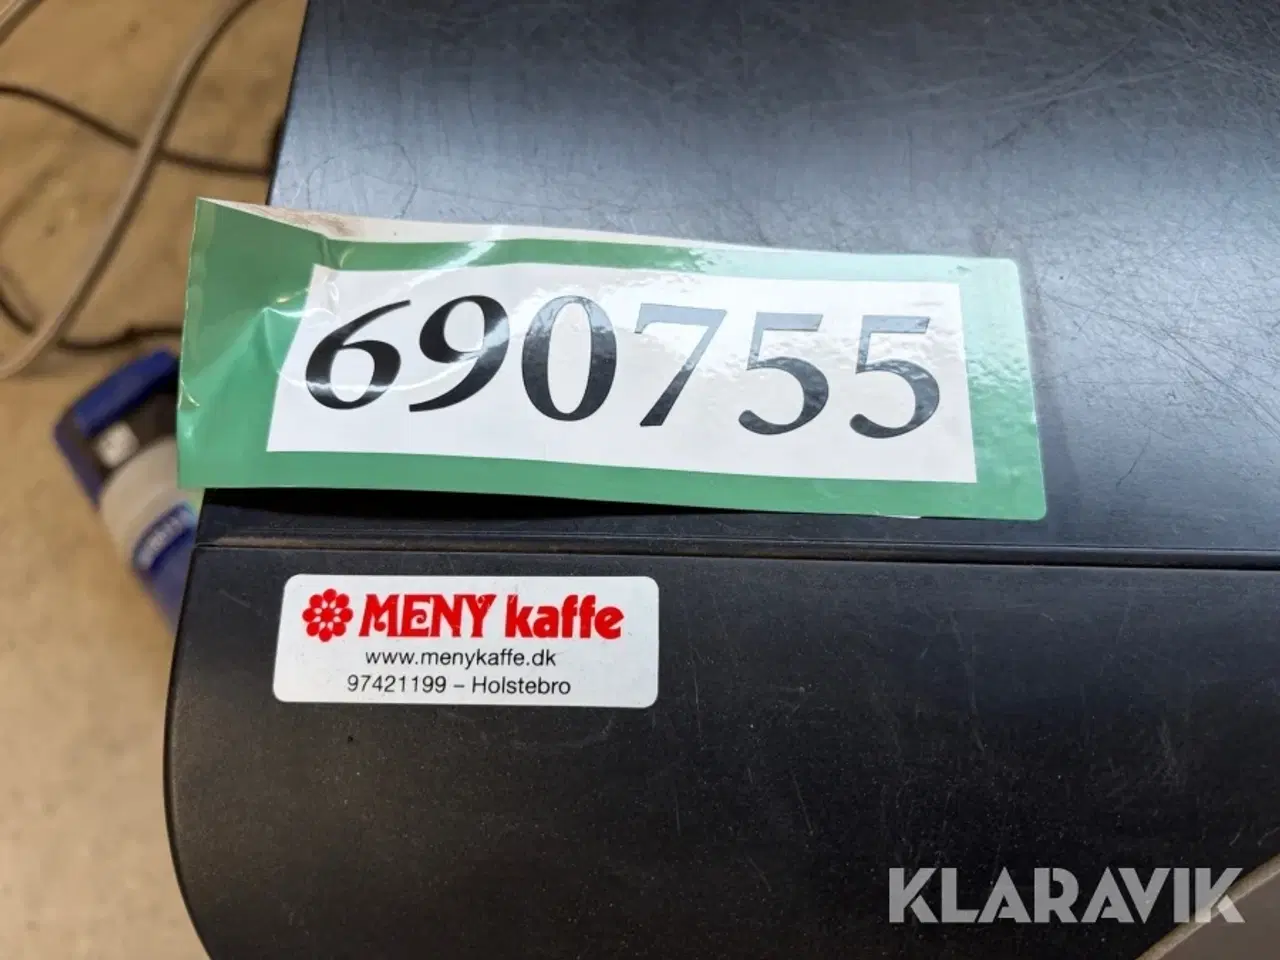 690755
MENY kaffe
www.menykaffe.dk
97421199 – Holstebro
KLARAVIK